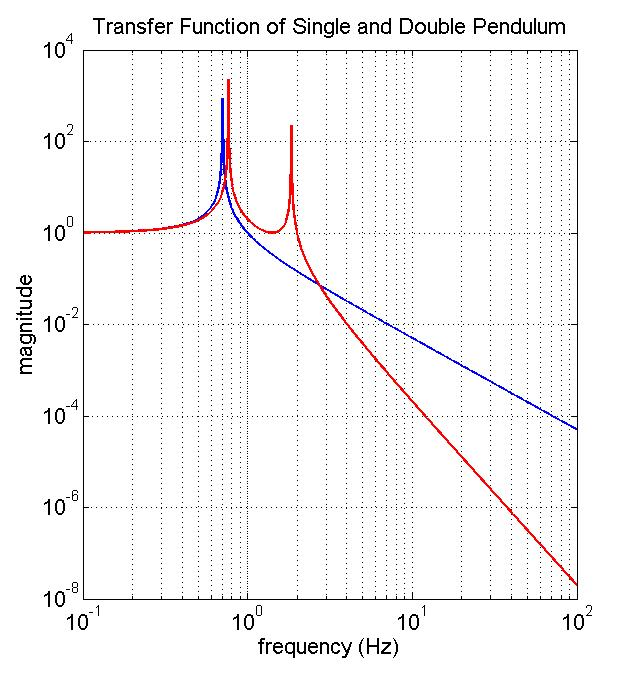 Transfer Function of Single and Double Pendulum
10^4
10^2
10^0
10^-2
10^-4
10^-6
10^-8
magnitude
10^-1 10^0 10^1 10^2
frequency (Hz)